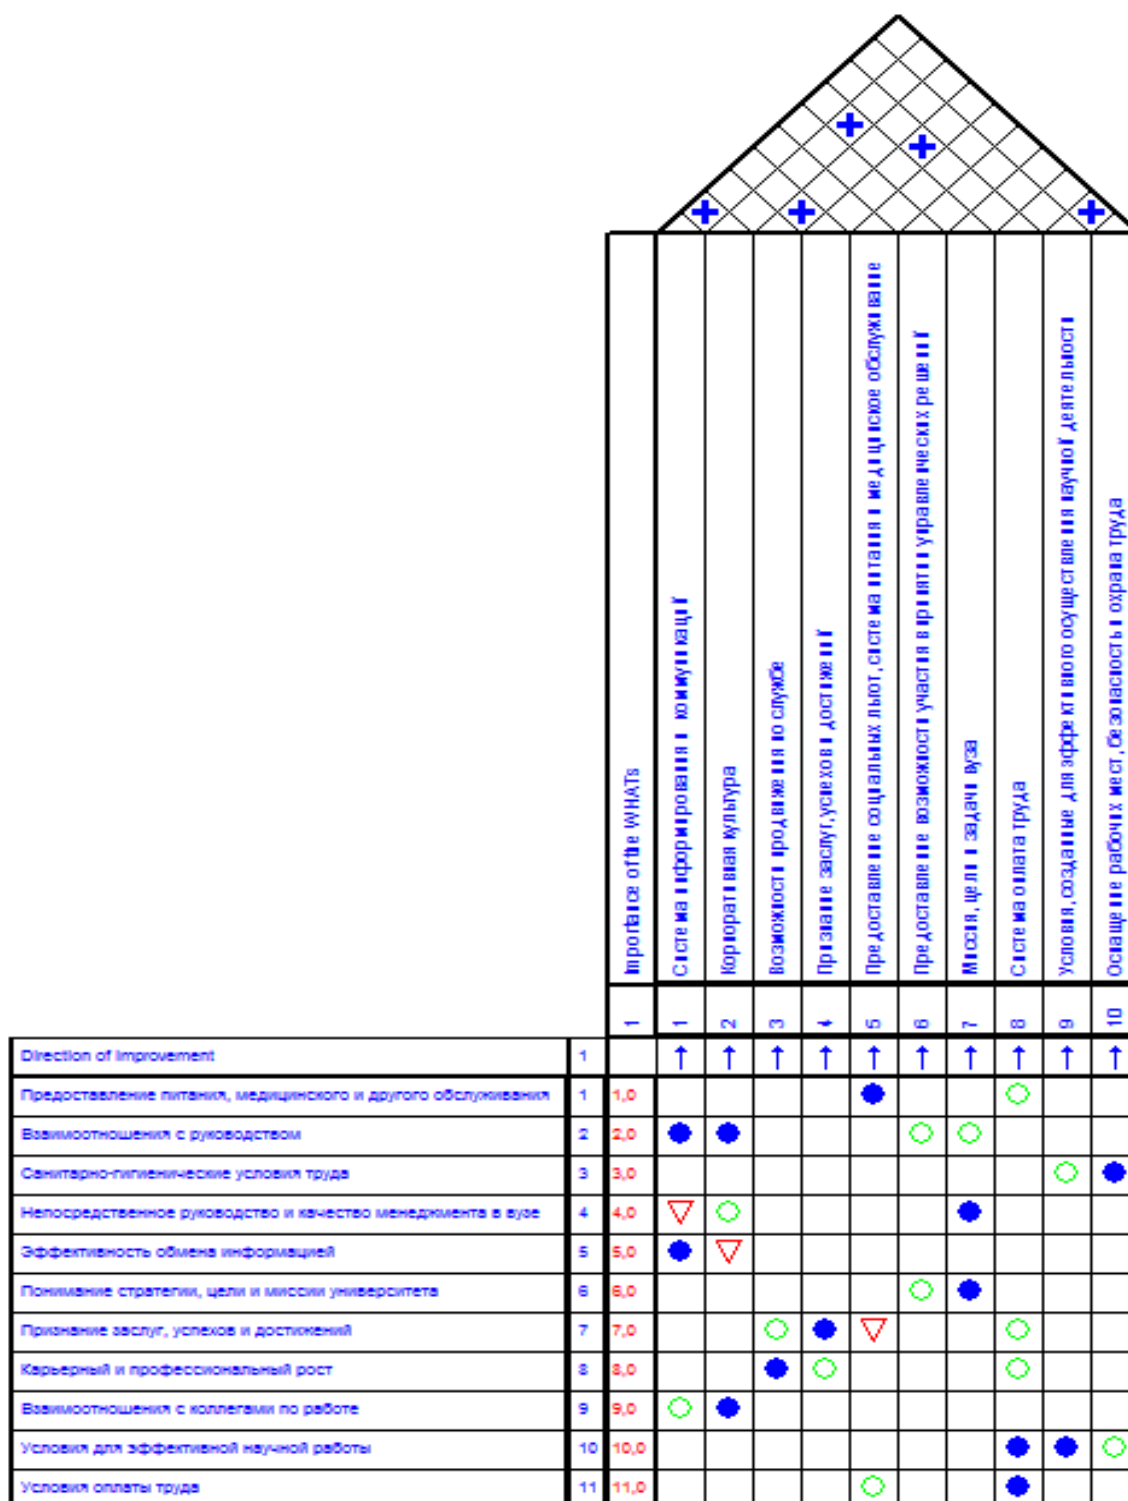 Importance of the WHATs
Система информирования и коммуникаций
Корпоративная культура
Возможности продвижения по службе
Признание заслуг, успехов и достижений
Предоставление социальных льгот, система питания и медицинское обслуживание
Предоставление возможности участия в принятии управленческих решений
Миссия, цели и задачи вуза
Система оплата труда
Условия, созданные для эффективного осуществления научной деятельности
Оснащение рабочих мест, безопасность и охрана труда
1 1 2 3 4 5 6 7 8 9 10
Direction of Improvement 1 ↑ ↑ ↑ ↑ ↑ ↑ ↑ ↑ ↑ ↑
Предоставление питания, медицинского и другого обслуживания 1 1,0
Взаимоотношения с руководством 2 2,0
Санитарно-гигиенические условия труда 3 3,0
Непосредственное руководство и качество менеджмента в вузе 4 4,0
Эффективность обмена информацией 5 5,0
Понимание стратегии, цели и миссии университета 6 6,0
Признание заслуг, успехов и достижений 7 7,0
Карьерный и профессиональный рост 8 8,0
Взаимоотношения с коллегами по работе 9 9,0
Условия для эффективной научной работы 10 10,0
Условия оплаты труда 11 11,0